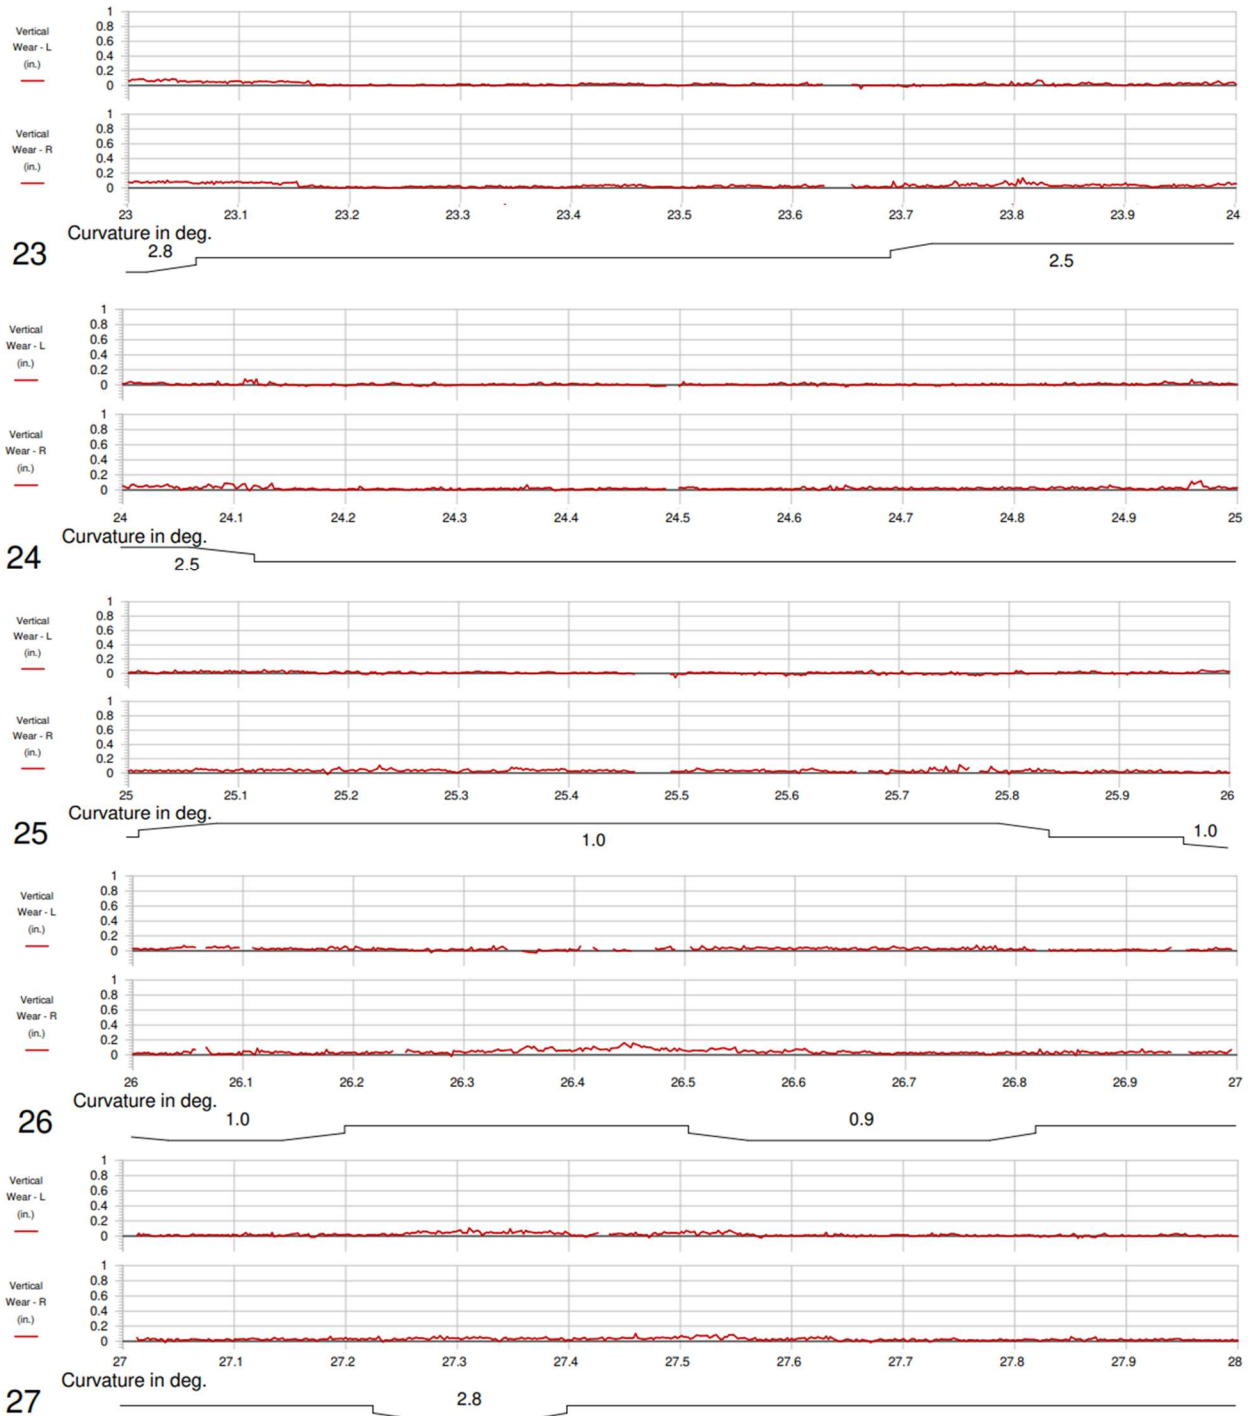 Vertical
Wear - L
(in.)
1
0.8
0.6
0.4
0.2
0
Vertical
Wear - R
(in.)
1
0.8
0.6
0.4
0.2
0
23 23.1 23.2 23.3 23.4 23.5 23.6 23.7 23.8 23.9 24
Curvature in deg.
23
2.8
2.5
Vertical
Wear - L
(in.)
1
0.8
0.6
0.4
0.2
0
Vertical
Wear - R
(in.)
1
0.8
0.6
0.4
0.2
0
24 24.1 24.2 24.3 24.4 24.5 24.6 24.7 24.8 24.9 25
Curvature in deg.
24
2.5
Vertical
Wear - L
(in.)
1
0.8
0.6
0.4
0.2
0
Vertical
Wear - R
(in.)
1
0.8
0.6
0.4
0.2
0
25 25.1 25.2 25.3 25.4 25.5 25.6 25.7 25.8 25.9 26
Curvature in deg.
25
1.0
1.0
Vertical
Wear - L
(in.)
1
0.8
0.6
0.4
0.2
0
Vertical
Wear - R
(in.)
1
0.8
0.6
0.4
0.2
0
26 26.1 26.2 26.3 26.4 26.5 26.6 26.7 26.8 26.9 27
Curvature in deg.
26
1.0
0.9
Vertical
Wear - L
(in.)
1
0.8
0.6
0.4
0.2
0
Vertical
Wear - R
(in.)
1
0.8
0.6
0.4
0.2
0
27 27.1 27.2 27.3 27.4 27.5 27.6 27.7 27.8 27.9 28
Curvature in deg.
27
2.8